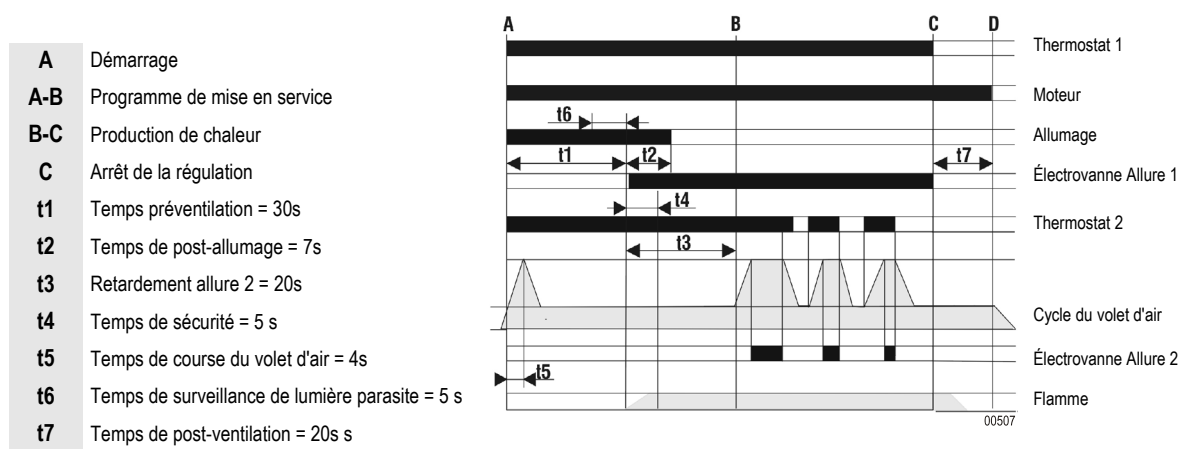 A Démarrage
A-B Programme de mise en service
B-C Production de chaleur
C Arrêt de la régulation
t1 Temps préventilation = 30s
t2 Temps de post-allumage = 7s
t3 Retardement allure 2 = 20s
t4 Temps de sécurité = 5 s
t5 Temps de course du volet d'air = 4s
t6 Temps de surveillance de lumière parasite = 5 s
t7 Temps de post-ventilation = 20s s
A B C D
Thermostat 1
Moteur
t6
Allumage
t1 t2 t7
Électrovanne Allure 1
t4
Thermostat 2
t3
Cycle du volet d'air
Électrovanne Allure 2
t5
Flamme
00507